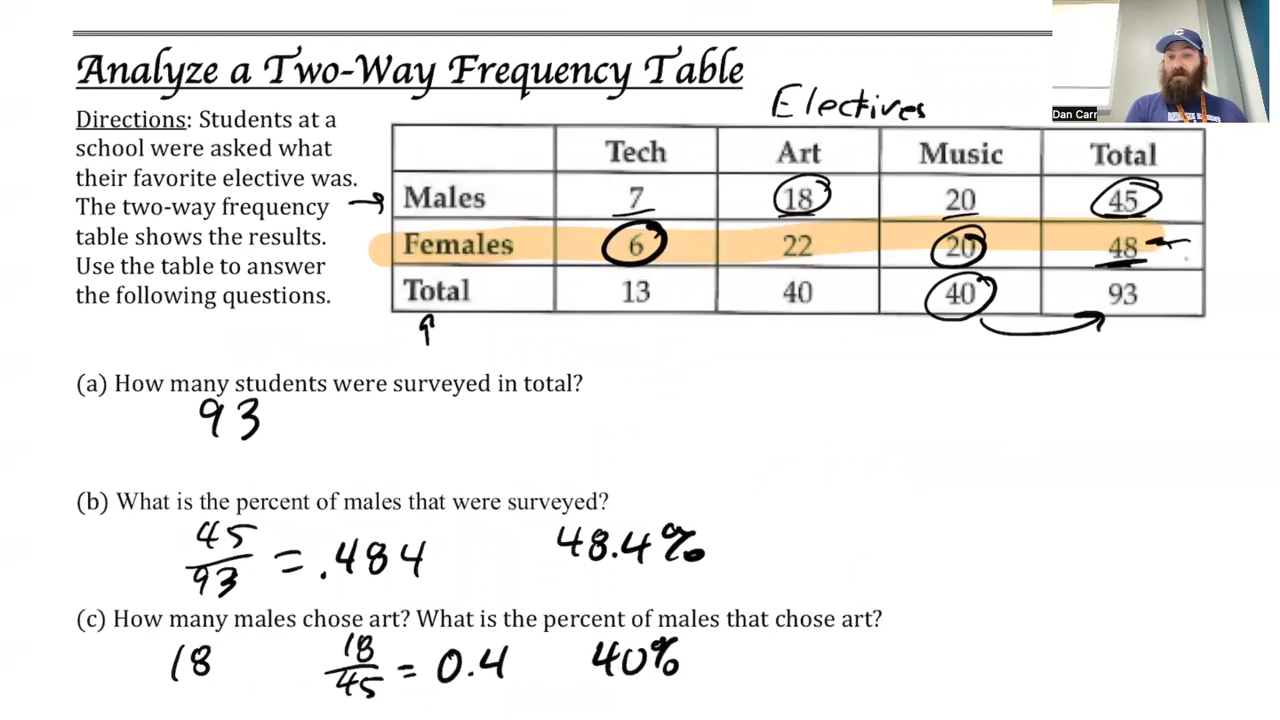 Analyze a Two-Way Frequency Table
Dan Carr
Electives
Directions: Students at a
school were asked what
their favorite elective was.
The two-way frequency
table shows the results.
Use the table to answer
the following questions.
Tech Art Music Total
Males 7 18 20 45
Females 6 22 20 48
Total 13 40 40 93
(a) How many students were surveyed in total?
93
(b) What is the percent of males that were surveyed?
45/93 = .484 48.4%
(c) How many males chose art? What is the percent of males that chose art?
18 18/45 = 0.4 40%